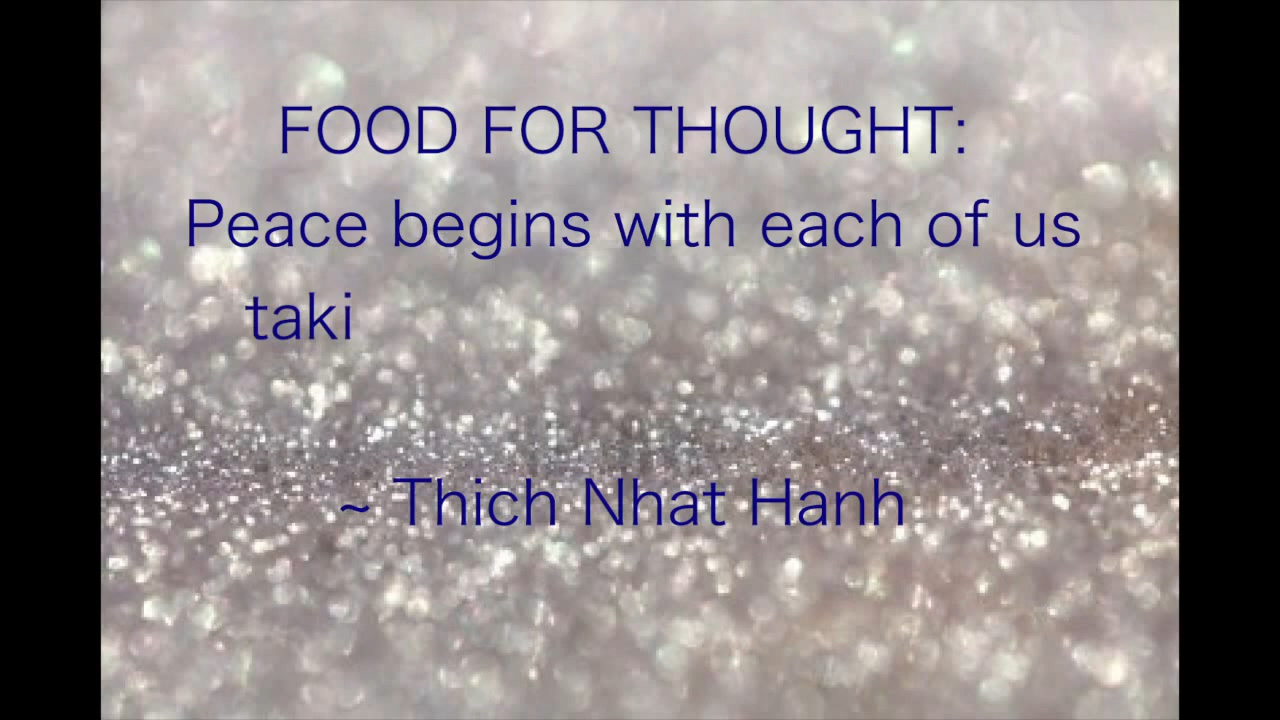 FOOD FOR THOUGHT:
Peace begins with each of us
taki
~ Thich Nhat Hanh